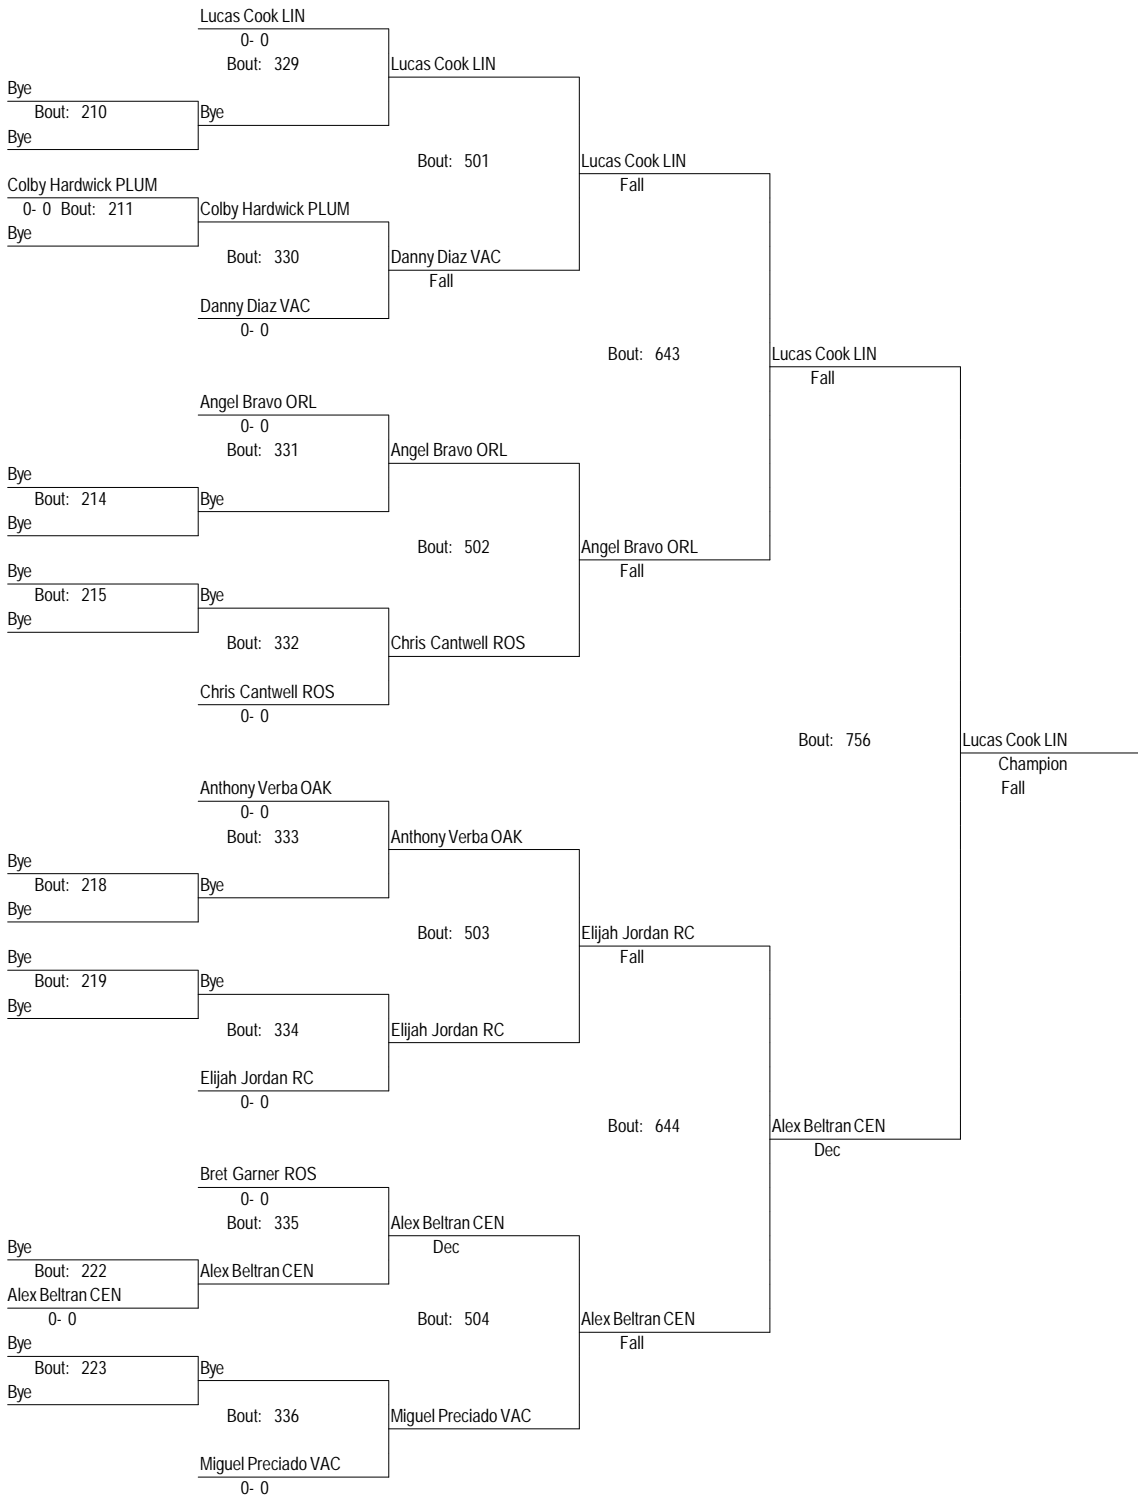 Lucas Cook LIN
0- 0
Bout: 329
Lucas Cook LIN
Bye
Bout: 210
Bye
Bye
Bout: 501
Lucas Cook LIN
Fall
Colby Hardwick PLUM
0- 0 Bout: 211
Colby Hardwick PLUM
Bye
Bout: 330
Danny Diaz VAC
Fall
Danny Diaz VAC
0- 0
Bout: 643
Lucas Cook LIN
Fall
Angel Bravo ORL
0- 0
Bout: 331
Angel Bravo ORL
Bye
Bout: 214
Bye
Bye
Bout: 502
Angel Bravo ORL
Fall
Bye
Bout: 215
Bye
Bye
Bout: 332
Chris Cantwell ROS
Chris Cantwell ROS
0- 0
Bout: 756
Lucas Cook LIN
Champion
Fall
Anthony Verba OAK
0- 0
Bout: 333
Anthony Verba OAK
Bye
Bout: 218
Bye
Bye
Bout: 503
Elijah Jordan RC
Fall
Bye
Bout: 219
Bye
Bye
Bout: 334
Elijah Jordan RC
Elijah Jordan RC
0- 0
Bout: 644
Alex Beltran CEN
Dec
Bret Garner ROS
0- 0
Bout: 335
Alex Beltran CEN
Dec
Bye
Bout: 222
Alex Beltran CEN
Alex Beltran CEN
0- 0
Bout: 504
Alex Beltran CEN
Fall
Bye
Bout: 223
Bye
Bye
Bout: 336
Miguel Preciado VAC
Miguel Preciado VAC
0- 0